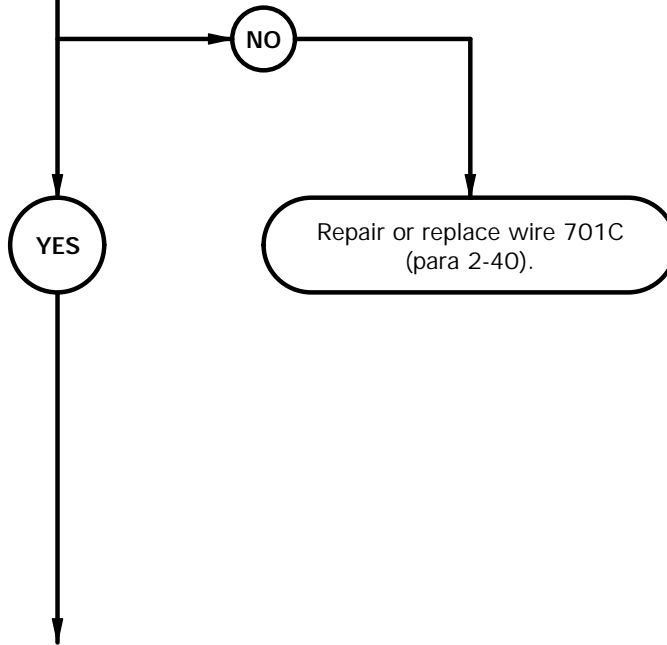 NO
YES
Repair or replace wire 701C
(para 2-40).